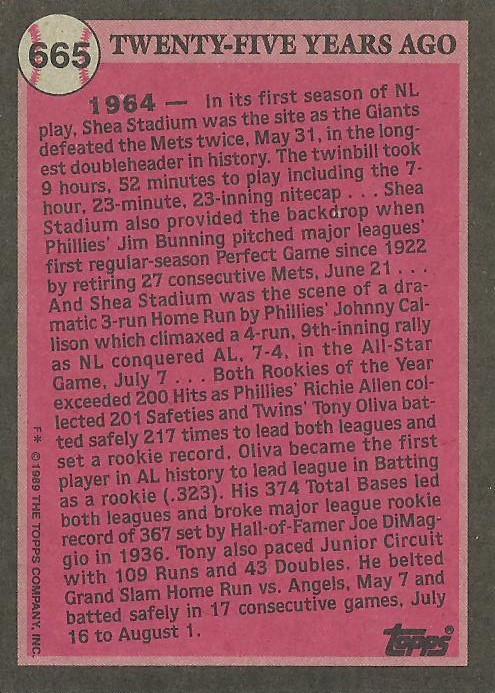 665
TWENTY-FIVE YEARS AGO
1964 — In its first season of NL
play, Shea Stadium was the site as the Giants
defeated the Mets twice, May 31, in the long-
est doubleheader in history. The twinbill took
9 hours, 52 minutes to play including the 7-
hour, 23-minute, 23-inning nitecap . . . Shea
Stadium also provided the backdrop when
Phillies' Jim Bunning pitched major leagues'
first regular-season Perfect Game since 1922
by retiring 27 consecutive Mets, June 21 . . .
And Shea Stadium was the scene of a dra-
matic 3-run Home Run by Phillies' Johnny Cal-
lison which climaxed a 4-run, 9th-inning rally
as NL conquered AL, 7-4, in the All-Star
Game, July 7 . . . Both Rookies of the Year
exceeded 200 Hits as Phillies' Richie Allen col-
lected 201 Safeties and Twins' Tony Oliva bat-
ted safely 217 times to lead both leagues and
set a rookie record. Oliva became the first
player in AL history to lead league in Batting
as a rookie (.323). His 374 Total Bases led
both leagues and broke major league rookie
record of 367 set by Hall-of-Famer Joe DiMag-
gio in 1936. Tony also paced Junior Circuit
with 109 Runs and 43 Doubles. He belted
Grand Slam Home Run vs. Angels, May 7 and
batted safely in 17 consecutive games, July
16 to August 1.
F* © 1989 THE TOPPS COMPANY, INC.
topps®